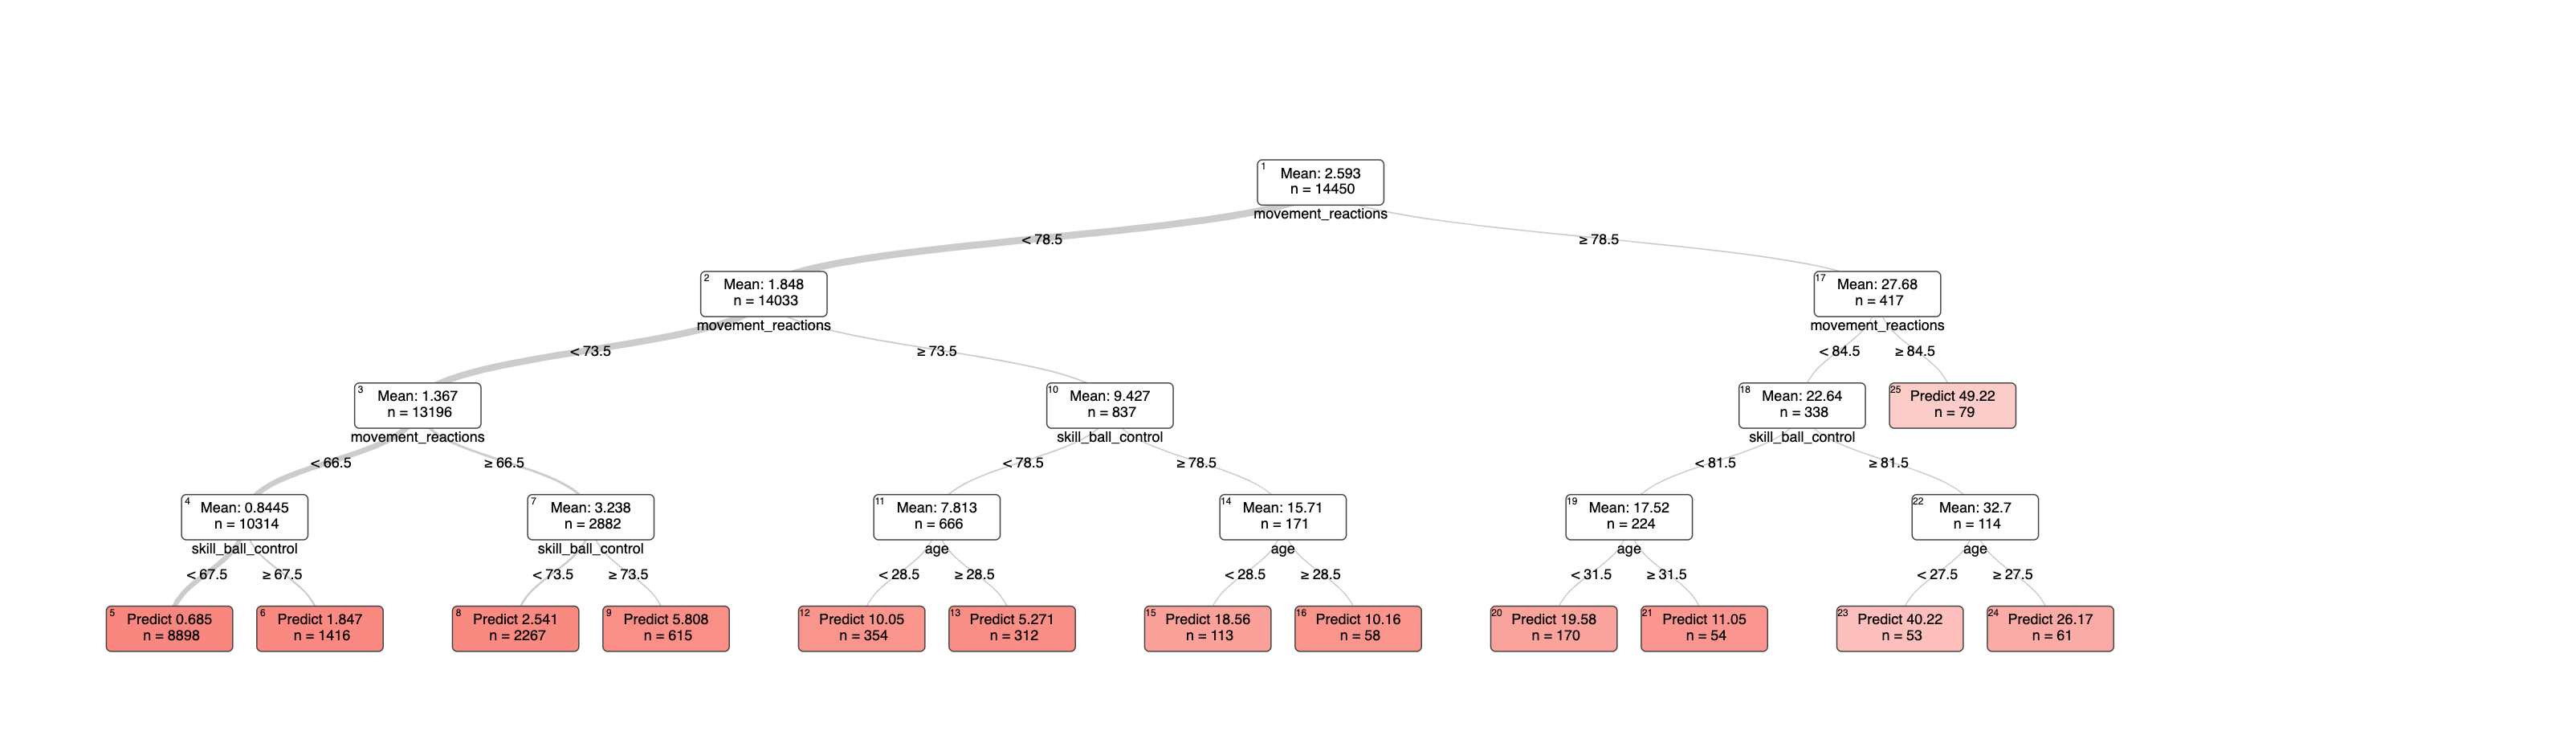 1
Mean: 2.593
n = 14450
movement_reactions
< 78.5
≥ 78.5
2
Mean: 1.848
n = 14033
movement_reactions
17
Mean: 27.68
n = 417
movement_reactions
< 73.5
≥ 73.5
< 84.5
≥ 84.5
3
Mean: 1.367
n = 13196
movement_reactions
10
Mean: 9.427
n = 837
skill_ball_control
18
Mean: 22.64
n = 338
skill_ball_control
25
Predict 49.22
n = 79
< 66.5
≥ 66.5
< 78.5
≥ 78.5
< 81.5
≥ 81.5
4
Mean: 0.8445
n = 10314
skill_ball_control
7
Mean: 3.238
n = 2882
skill_ball_control
11
Mean: 7.813
n = 666
age
14
Mean: 15.71
n = 171
age
19
Mean: 17.52
n = 224
age
22
Mean: 32.7
n = 114
age
< 67.5
≥ 67.5
< 73.5
≥ 73.5
< 28.5
≥ 28.5
< 28.5
≥ 28.5
< 31.5
≥ 31.5
< 27.5
≥ 27.5
5
Predict 0.685
n = 8898
6
Predict 1.847
n = 1416
8
Predict 2.541
n = 2267
9
Predict 5.808
n = 615
12
Predict 10.05
n = 354
13
Predict 5.271
n = 312
15
Predict 18.56
n = 113
16
Predict 10.16
n = 58
20
Predict 19.58
n = 170
21
Predict 11.05
n = 54
23
Predict 40.22
n = 53
24
Predict 26.17
n = 61